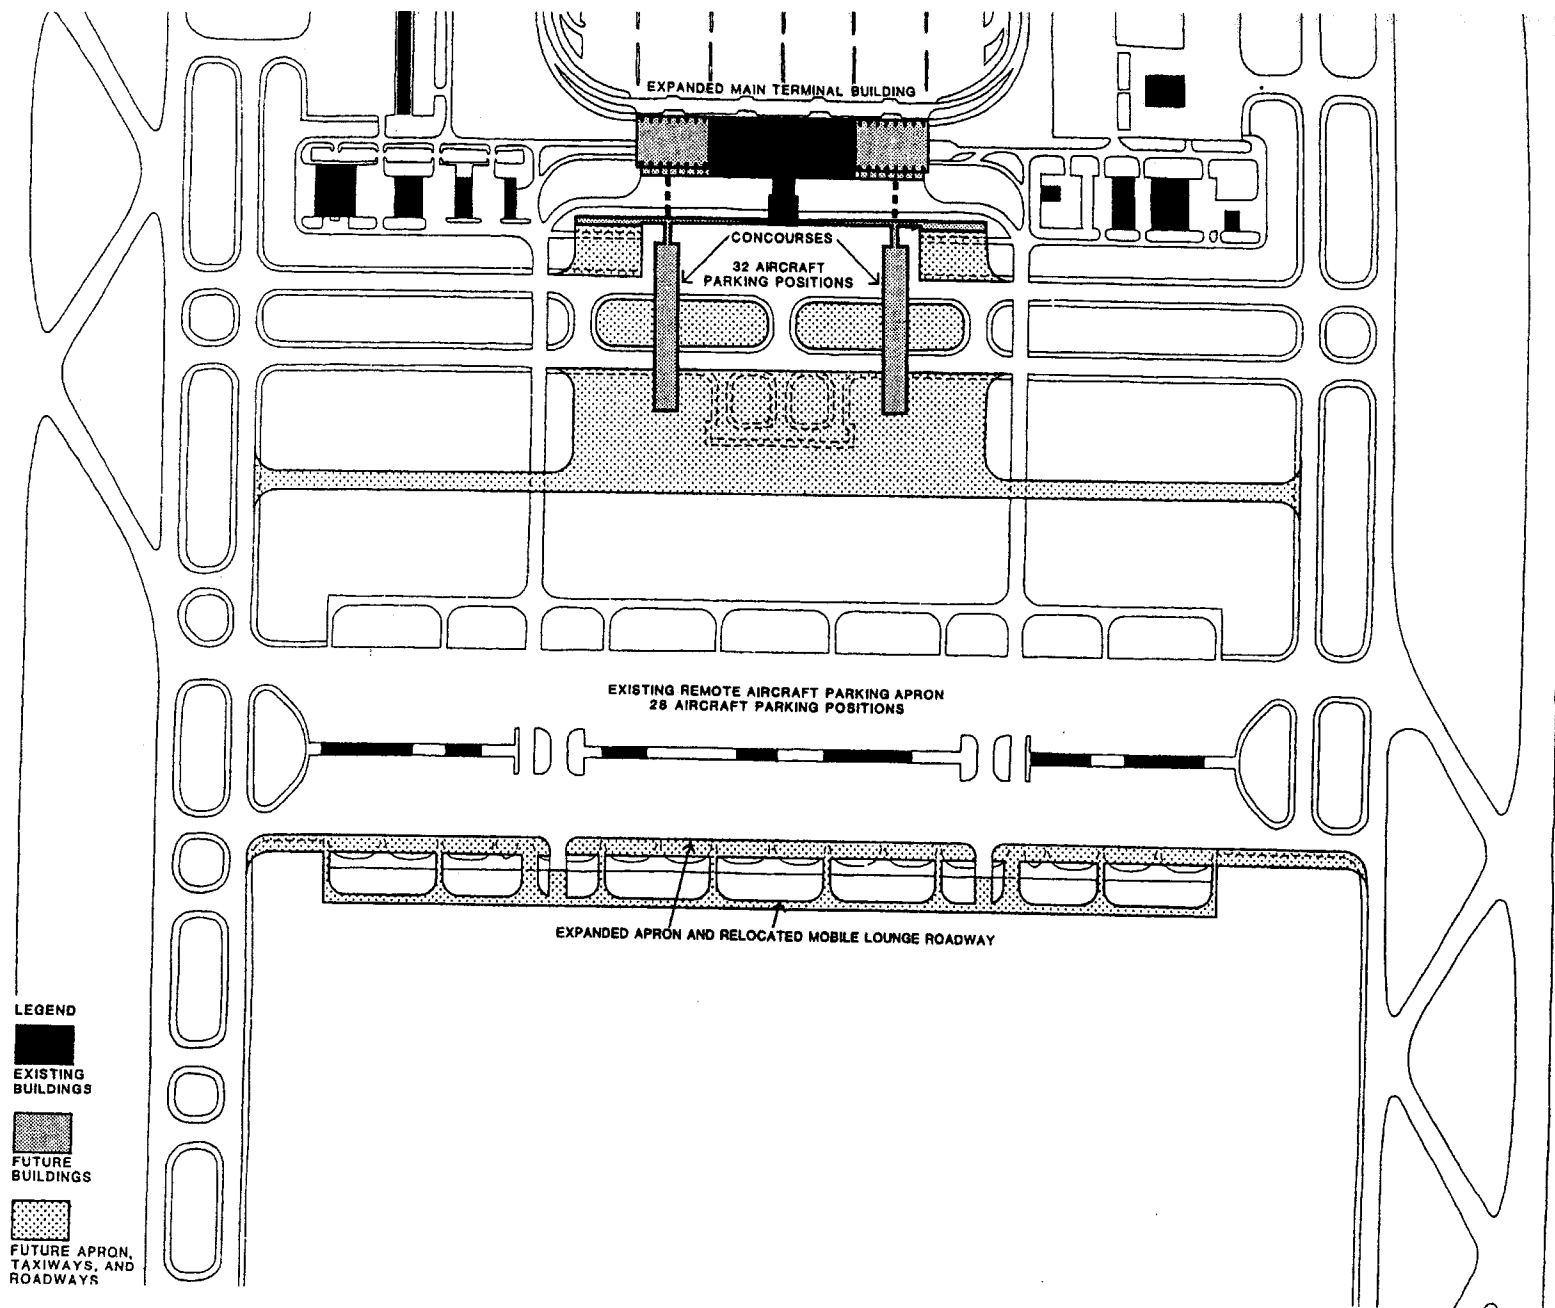 EXPANDED MAIN TERMINAL BUILDING
CONCOURSES
32 AIRCRAFT
PARKING POSITIONS
EXISTING REMOTE AIRCRAFT PARKING APRON
28 AIRCRAFT PARKING POSITIONS
EXPANDED APRON AND RELOCATED MOBILE LOUNGE ROADWAY
LEGEND
EXISTING
BUILDINGS
FUTURE
BUILDINGS
FUTURE APRON,
TAXIWAYS, AND
ROADWAYS